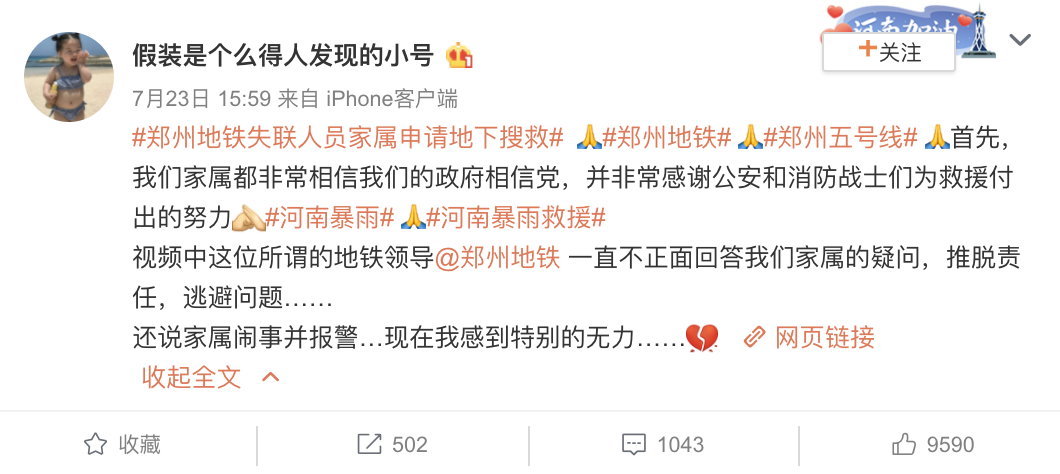 河南加油
假装是个么得人发现的小号
+关注
7月23日 15:59 来自 iPhone客户端
#郑州地铁失联人员家属申请地下搜救# 🙏#郑州地铁# 🙏#郑州五号线# 🙏首先，
我们家属都非常相信我们的政府相信党，并非常感谢公安和消防战士们为救援付
出的努力#河南暴雨# 🙏#河南暴雨救援#
视频中这位所谓的地铁领导@郑州地铁 一直不正面回答我们家属的疑问，推脱责
任，逃避问题……
还说家属闹事并报警…现在我感到特别的无力……💔 网页链接
收起全文
收藏
502
1043
9590